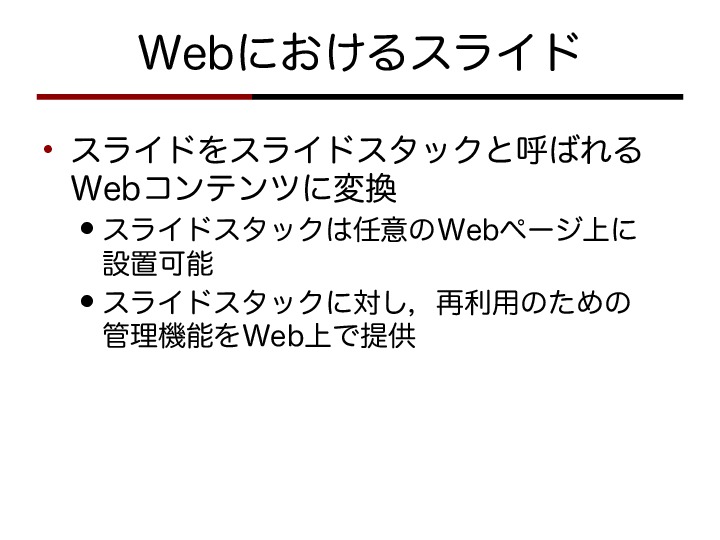 Webにおけるスライド
• スライドをスライドスタックと呼ばれる
Webコンテンツに変換
• スライドスタックは任意のWebページ上に
設置可能
• スライドスタックに対し，再利用のための
管理機能をWeb上で提供